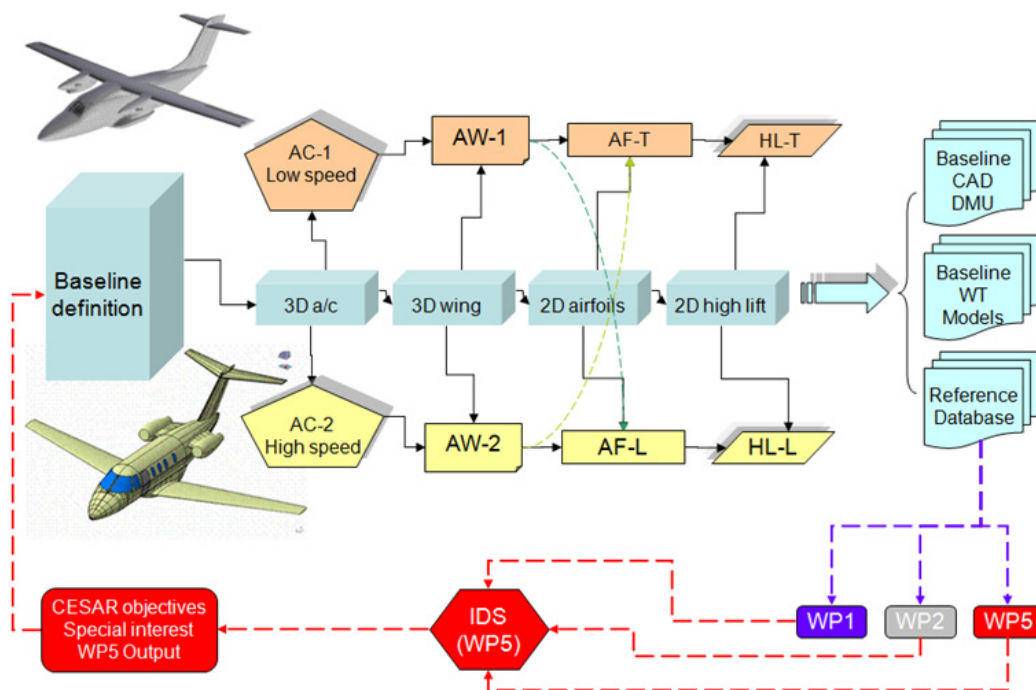 AC-1
Low speed
AW-1
AF-T
HL-T
Baseline
CAD
DMU
Baseline
definition
3D a/c
3D wing
2D airfoils
2D high lift
Baseline
WT
Models
AC-2
High speed
AW-2
AF-L
HL-L
Reference
Database
CESAR objectives
Special interest
WP5 Output
IDS
(WP5)
WP1
WP2
WP5